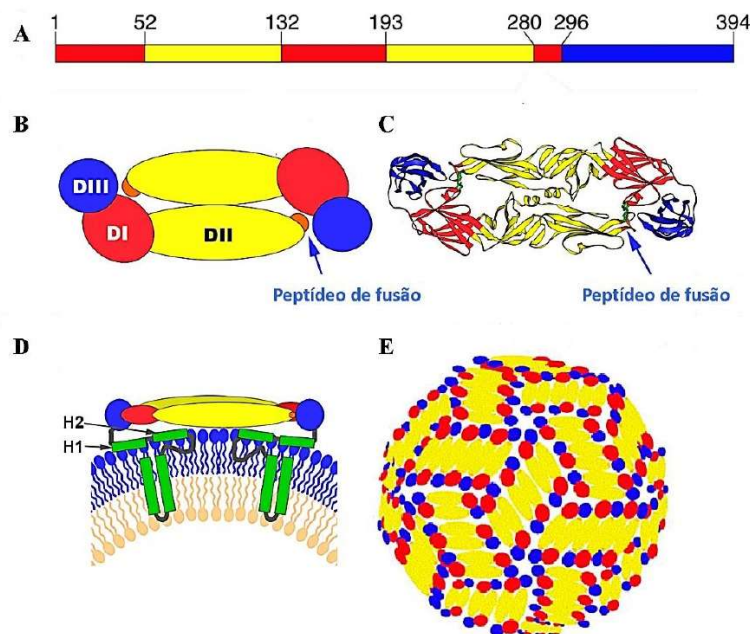 1 52 132 193 280 296 394
A
B
C
DIII
DI
DII
Peptídeo de fusão
Peptídeo de fusão
D
E
H2
H1